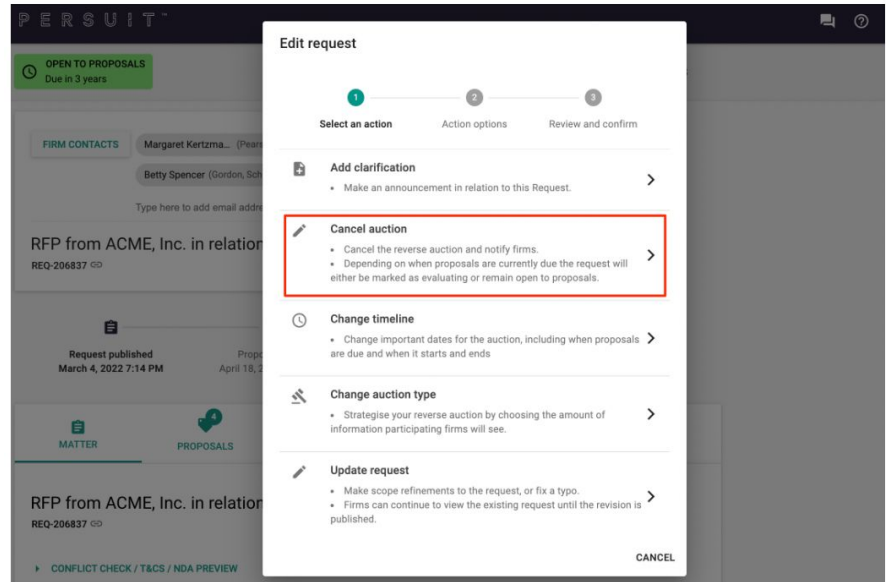 PERSUIT™
OPEN TO PROPOSALS
Due in 3 years
FIRM CONTACTS
Margaret Kertzma... (Pears
Betty Spencer (Gordon, Sch
Type here to add email addre
RFP from ACME, Inc. in relation
REQ-206837
Request published
March 4, 2022 7:14 PM
Propo
April 18, 2
MATTER
4
PROPOSALS
RFP from ACME, Inc. in relation
REQ-206837
CONFLICT CHECK / T&CS / NDA PREVIEW
Edit request
1
2
3
Select an action
Action options
Review and confirm
Add clarification
• Make an announcement in relation to this Request.
Cancel auction
• Cancel the reverse auction and notify firms.
• Depending on when proposals are currently due the request will
either be marked as evaluating or remain open to proposals.
Change timeline
• Change important dates for the auction, including when proposals
are due and when it starts and ends
Change auction type
• Strategise your reverse auction by choosing the amount of
information participating firms will see.
Update request
• Make scope refinements to the request, or fix a typo.
• Firms can continue to view the existing request until the revision is
published.
CANCEL